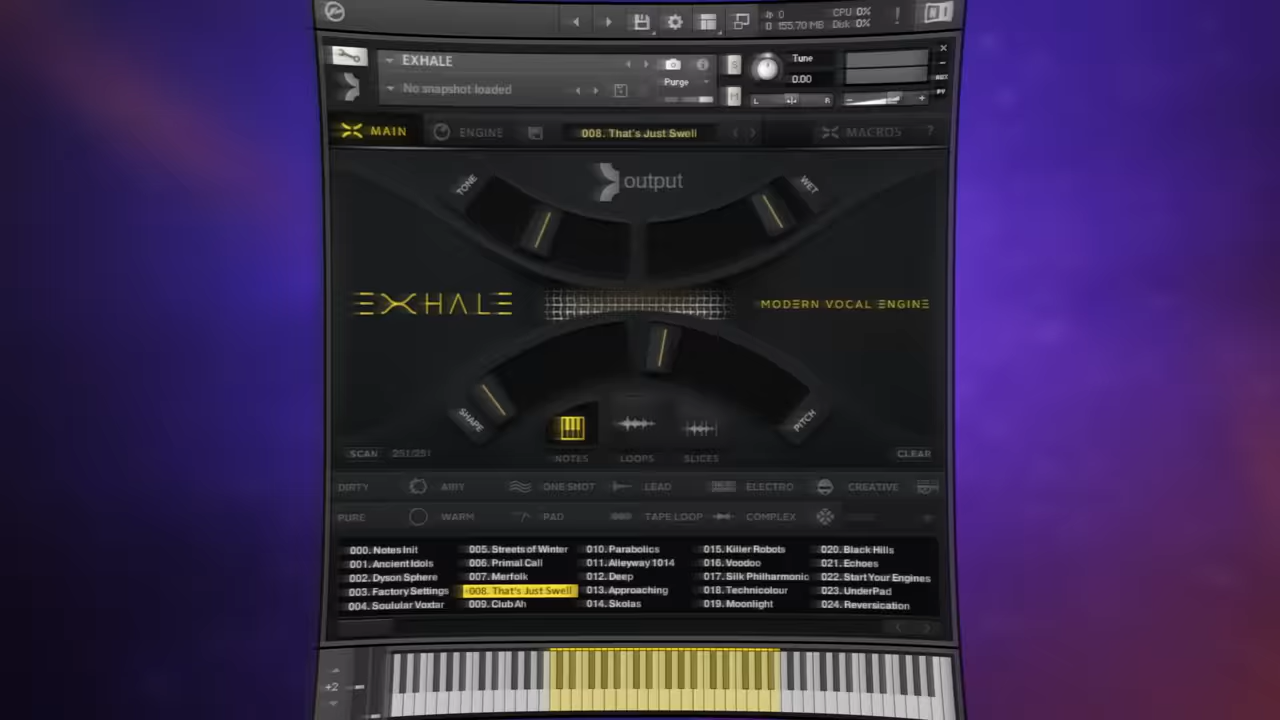 0 CPU 0%
0 155.70 MB Disk 0%
EXHALE
Tune
Purge
S
0.00
No snapshot loaded
M
L R
- +
AUX
PV
MAIN ENGINE 008. That's Just Swell MACROS ?
output
TONE WET
EXHALE MODERN VOCAL ENGINE
SHAPE PITCH
SCAN 251/251 NOTES LOOPS SLICES CLEAR
DIRTY AIRY ONE SHOT LEAD ELECTRO CREATIVE
PURE WARM PAD TAPE LOOP COMPLEX
000. Notes Init 005. Streets of Winter 010. Parabolics 015. Killer Robots 020. Black Hills
001. Ancient Idols 006. Primal Call 011. Alleyway 1014 016. Voodoo 021. Echoes
002. Dyson Sphere 007. Merfolk 012. Deep 017. Silk Philharmonic 022. Start Your Engines
003. Factory Settings 008. That's Just Swell 013. Approaching 018. Technicolour 023. UnderPad
004. Soulular Voxtar 009. Club Ah 014. Skolas 019. Moonlight 024. Reversication
+2